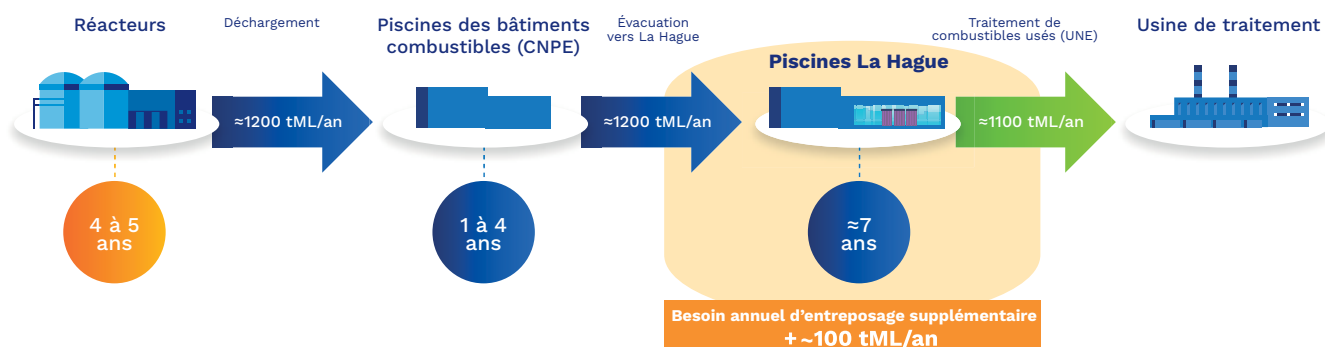 Réacteurs
Déchargement
Piscines des bâtiments
combustibles (CNPE)
Évacuation
vers La Hague
Traitement de
combustibles usés (UNE)
Usine de traitement
Piscines La Hague
≈1200 tML/an
≈1200 tML/an
≈1100 tML/an
4 à 5
ans
1 à 4
ans
≈7
ans
Besoin annuel d’entreposage supplémentaire
+ ~100 tML/an